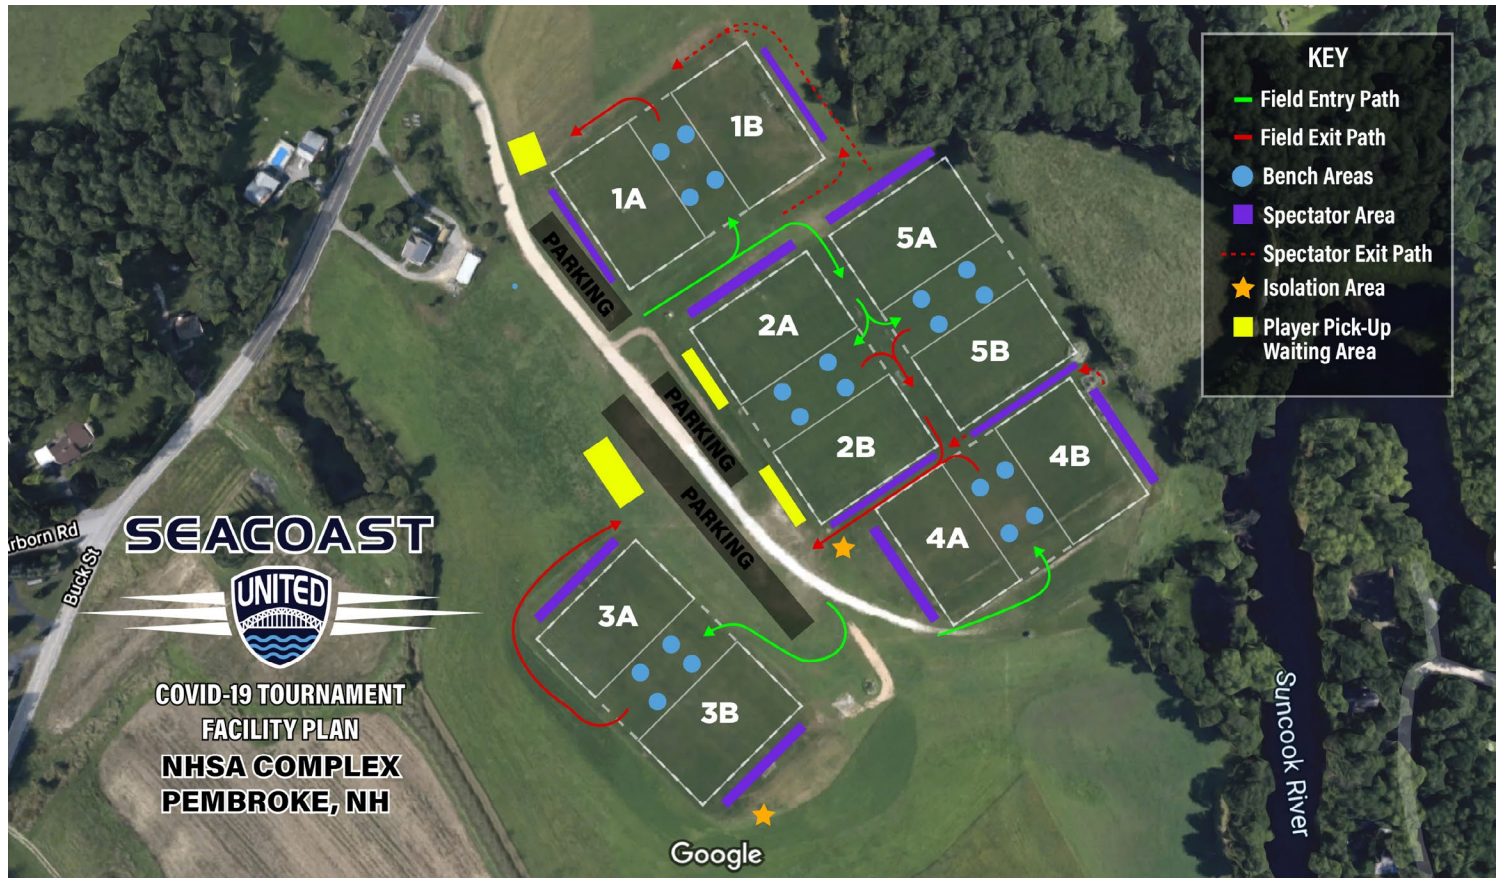 KEY
Field Entry Path
Field Exit Path
Bench Areas
Spectator Area
Spectator Exit Path
Isolation Area
Player Pick-Up
Waiting Area
1B
1A
PARKING
5A
2A
5B
PARKING
2B
4B
PARKING
4A
3A
3B
rborn Rd
Buck St
SEACOAST
UNITED
COVID-19 TOURNAMENT
FACILITY PLAN
NHSA COMPLEX
PEMBROKE, NH
Suncook River
Google